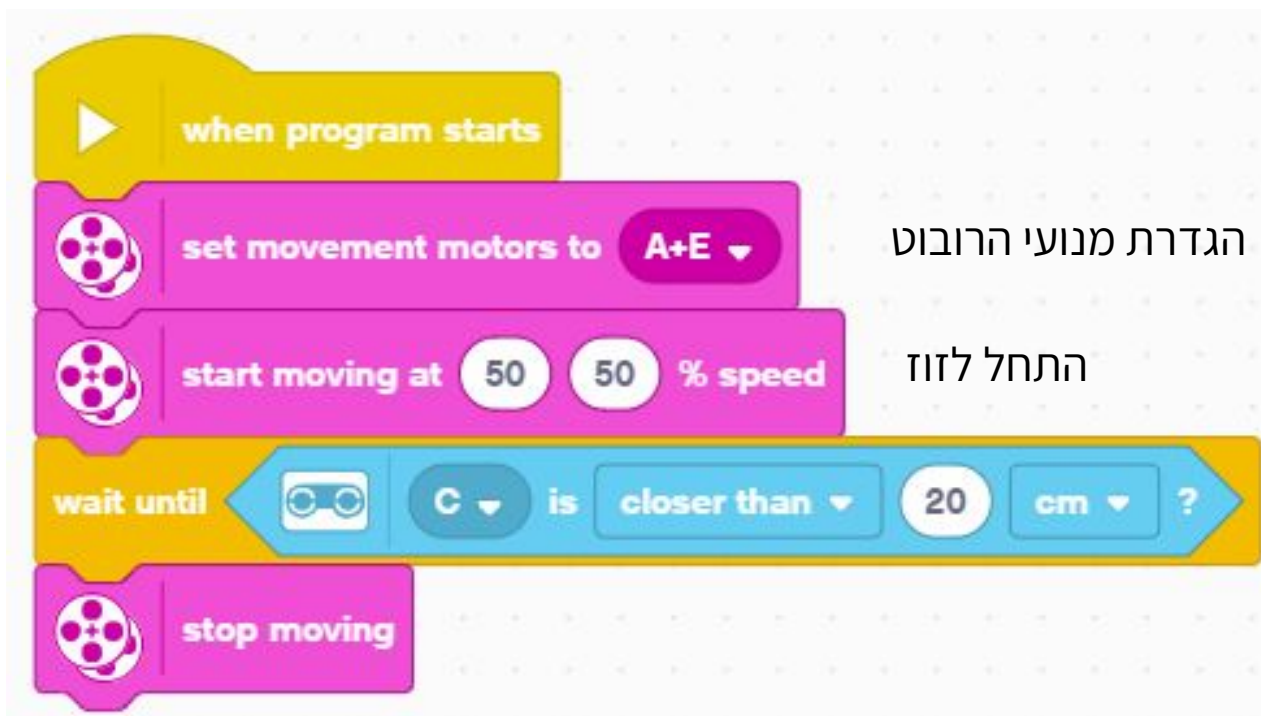 when program starts
set movement motors to A+E הגדרת מנועי הרובוט
start moving at 50 50 % speed התחל לזוז
wait until C is closer than 20 cm ?
stop moving